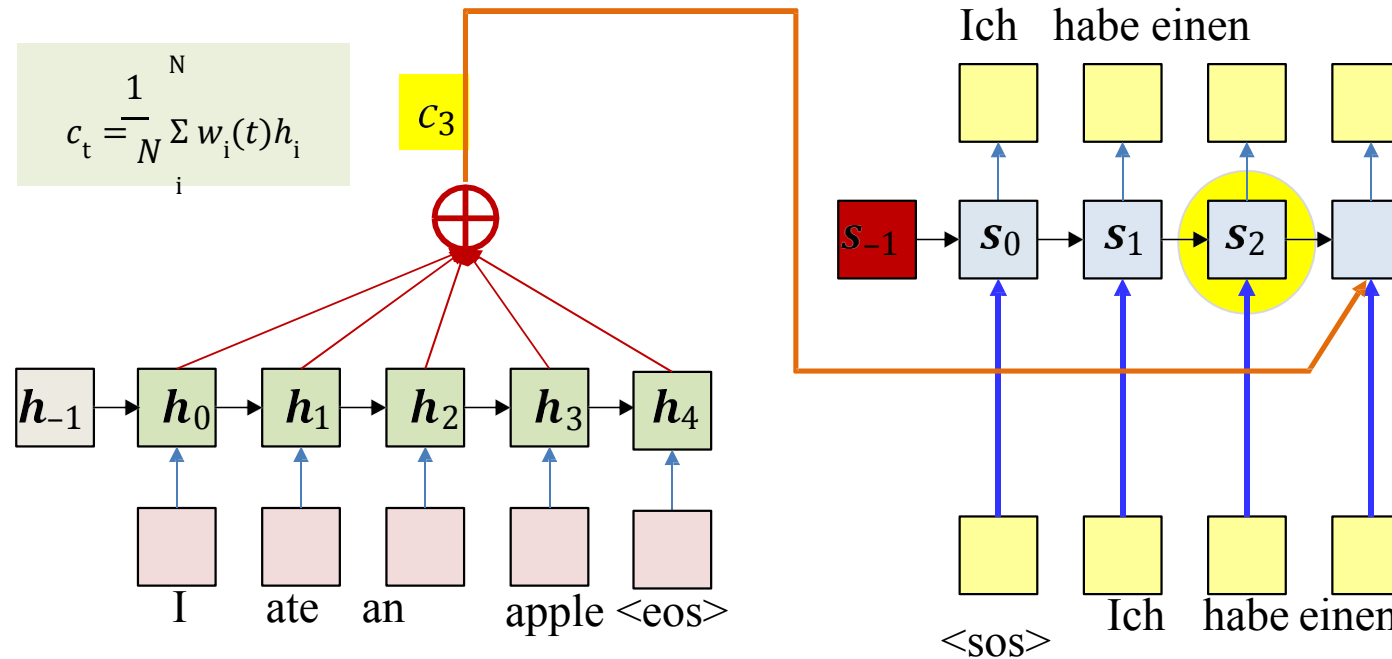 Ich habe einen
N
1
c_t = — Σ w_i(t)h_i
N
i
c_3
s_{-1} s_0 s_1 s_2
h_{-1} h_0 h_1 h_2 h_3 h_4
I ate an apple <eos>
<sos> Ich habe einen